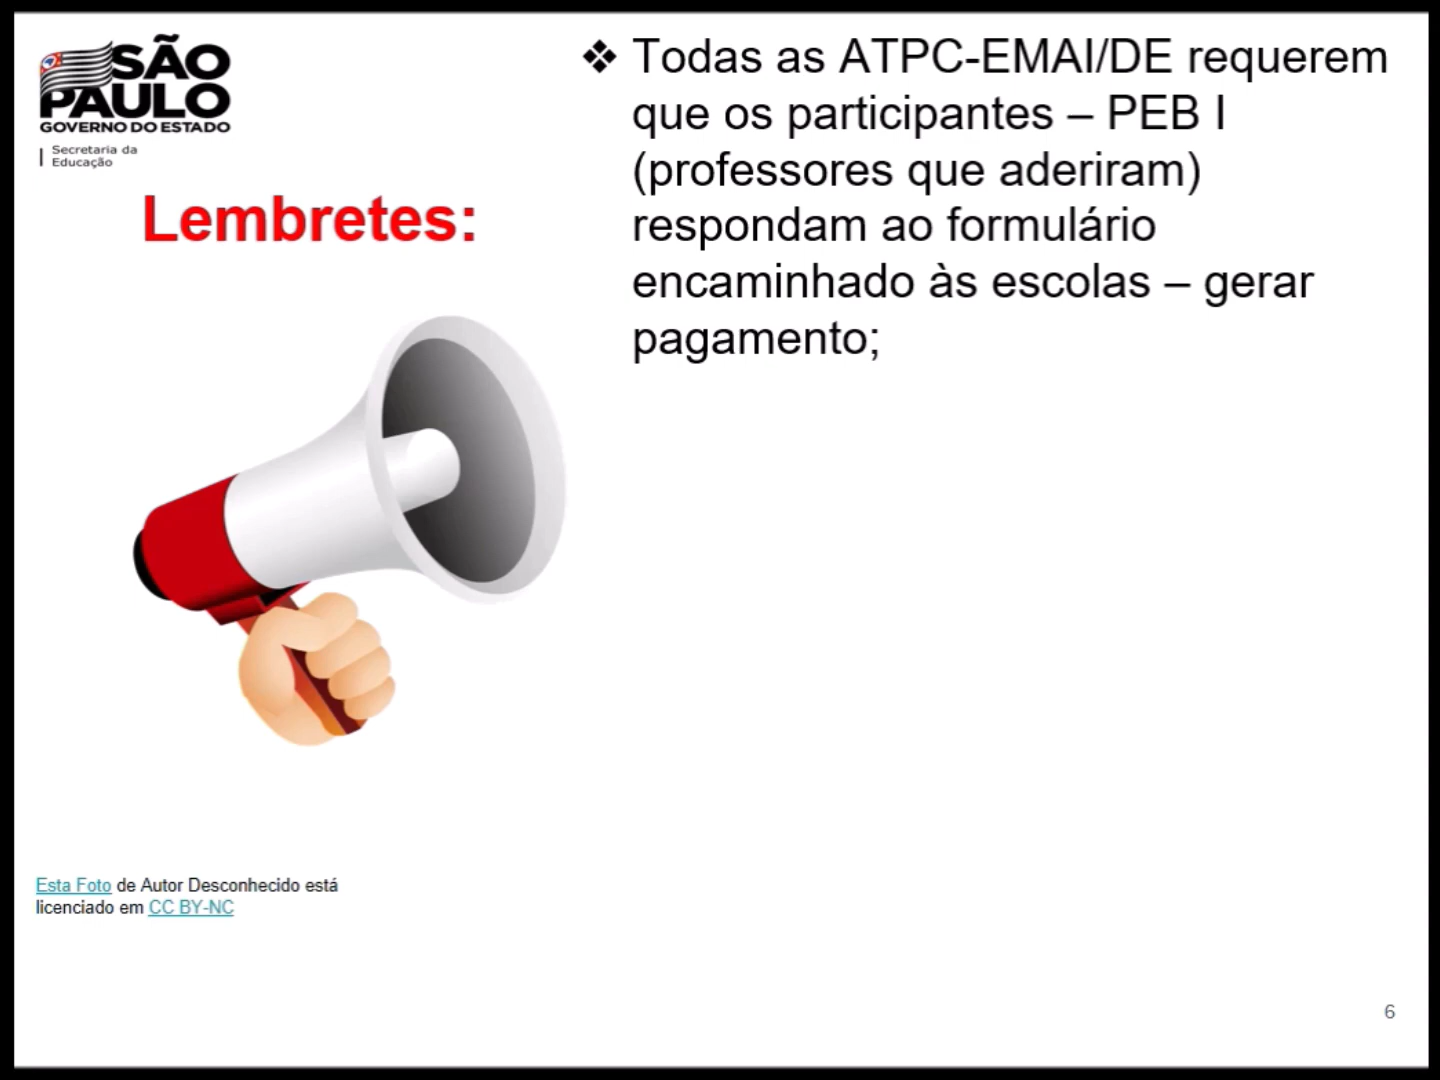 SÃO
PAULO
GOVERNO DO ESTADO
Secretaria da
Educação
Lembretes:
❖ Todas as ATPC-EMAI/DE requerem
que os participantes – PEB I
(professores que aderiram)
respondam ao formulário
encaminhado às escolas – gerar
pagamento;
Esta Foto de Autor Desconhecido está
licenciado em CC BY-NC
6